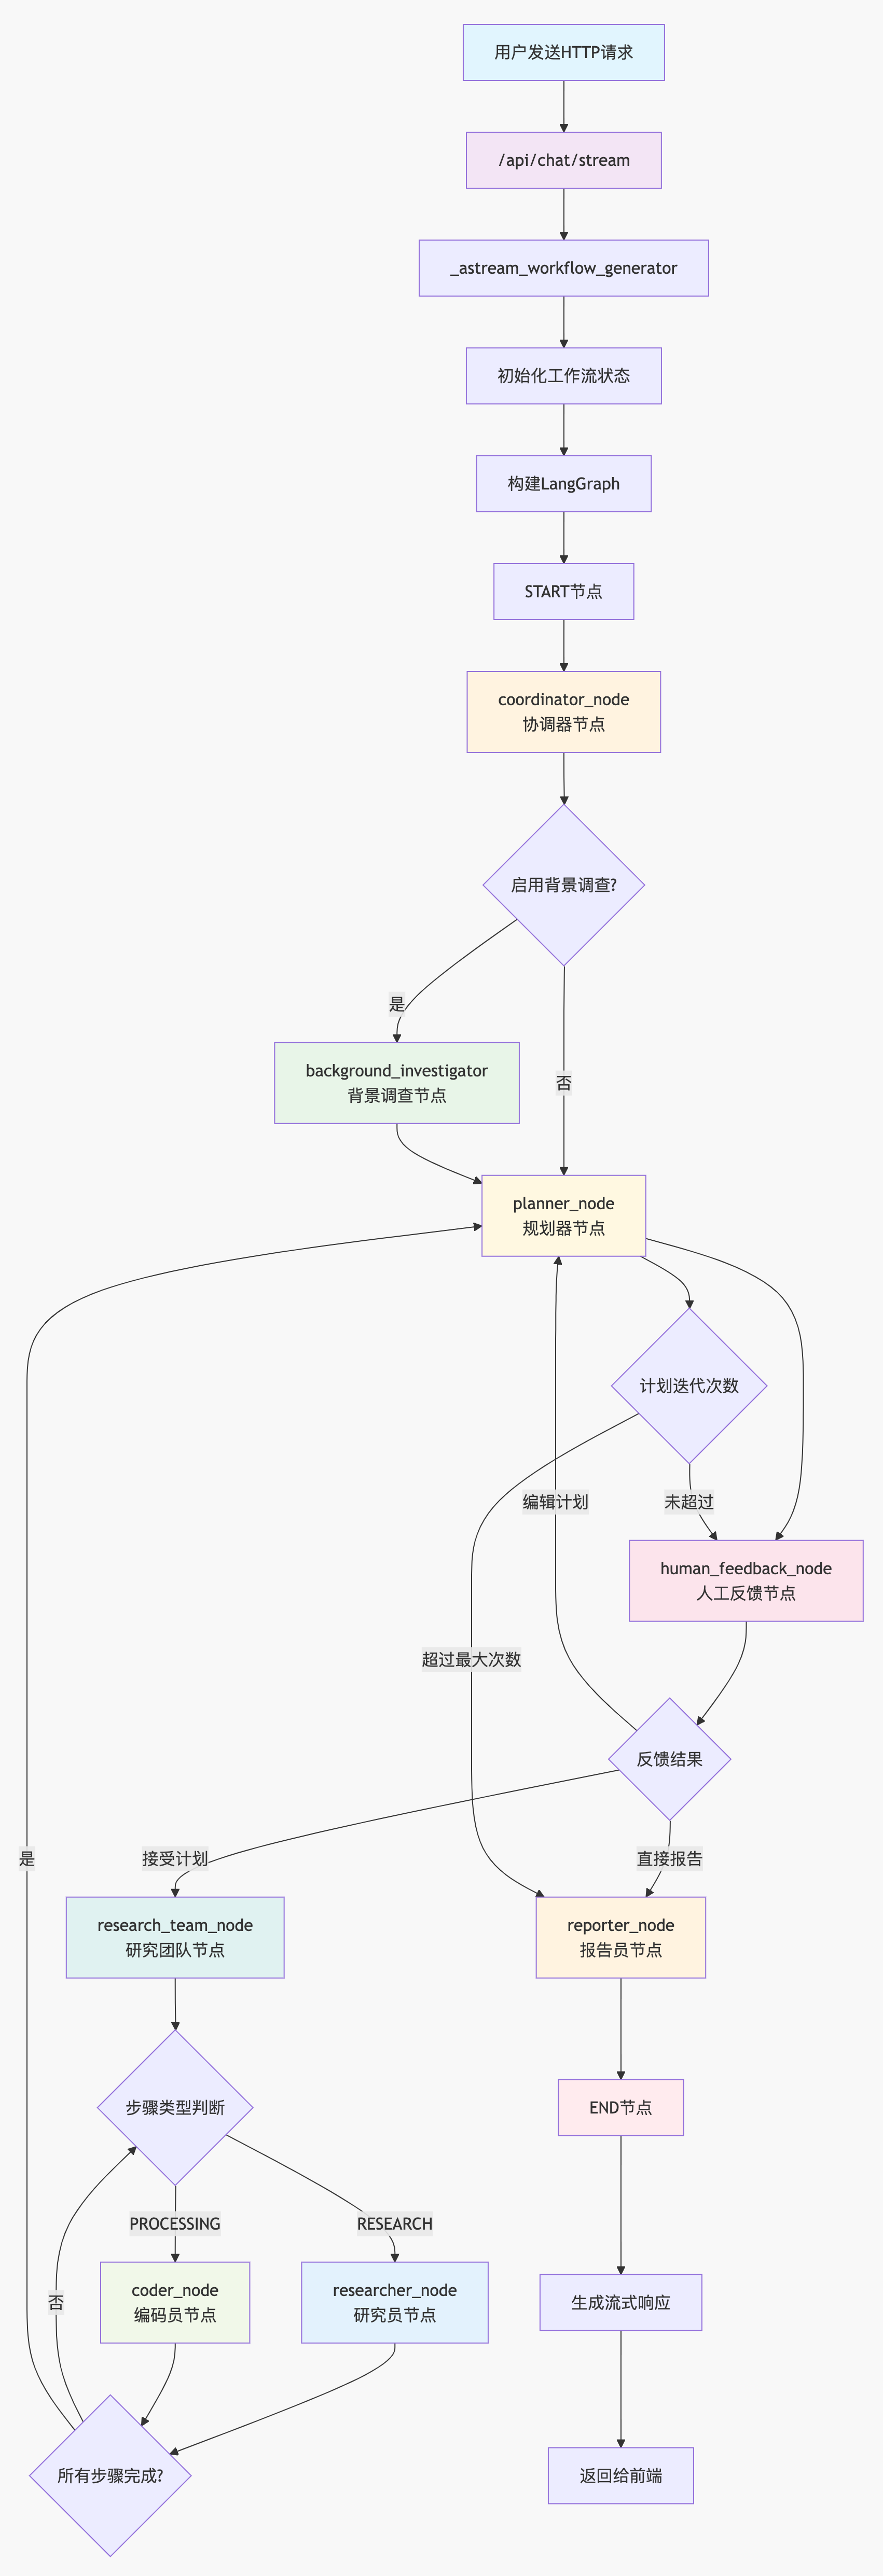 用户发送HTTP请求
/api/chat/stream
_astream_workflow_generator
初始化工作流状态
构建LangGraph
START节点
coordinator_node
协调器节点
启用背景调查?
是
background_investigator
背景调查节点
否
planner_node
规划器节点
计划迭代次数
编辑计划
未超过
human_feedback_node
人工反馈节点
超过最大次数
反馈结果
是
接受计划
直接报告
research_team_node
研究团队节点
reporter_node
报告员节点
步骤类型判断
END节点
PROCESSING
RESEARCH
否
coder_node
编码员节点
researcher_node
研究员节点
生成流式响应
所有步骤完成?
返回给前端